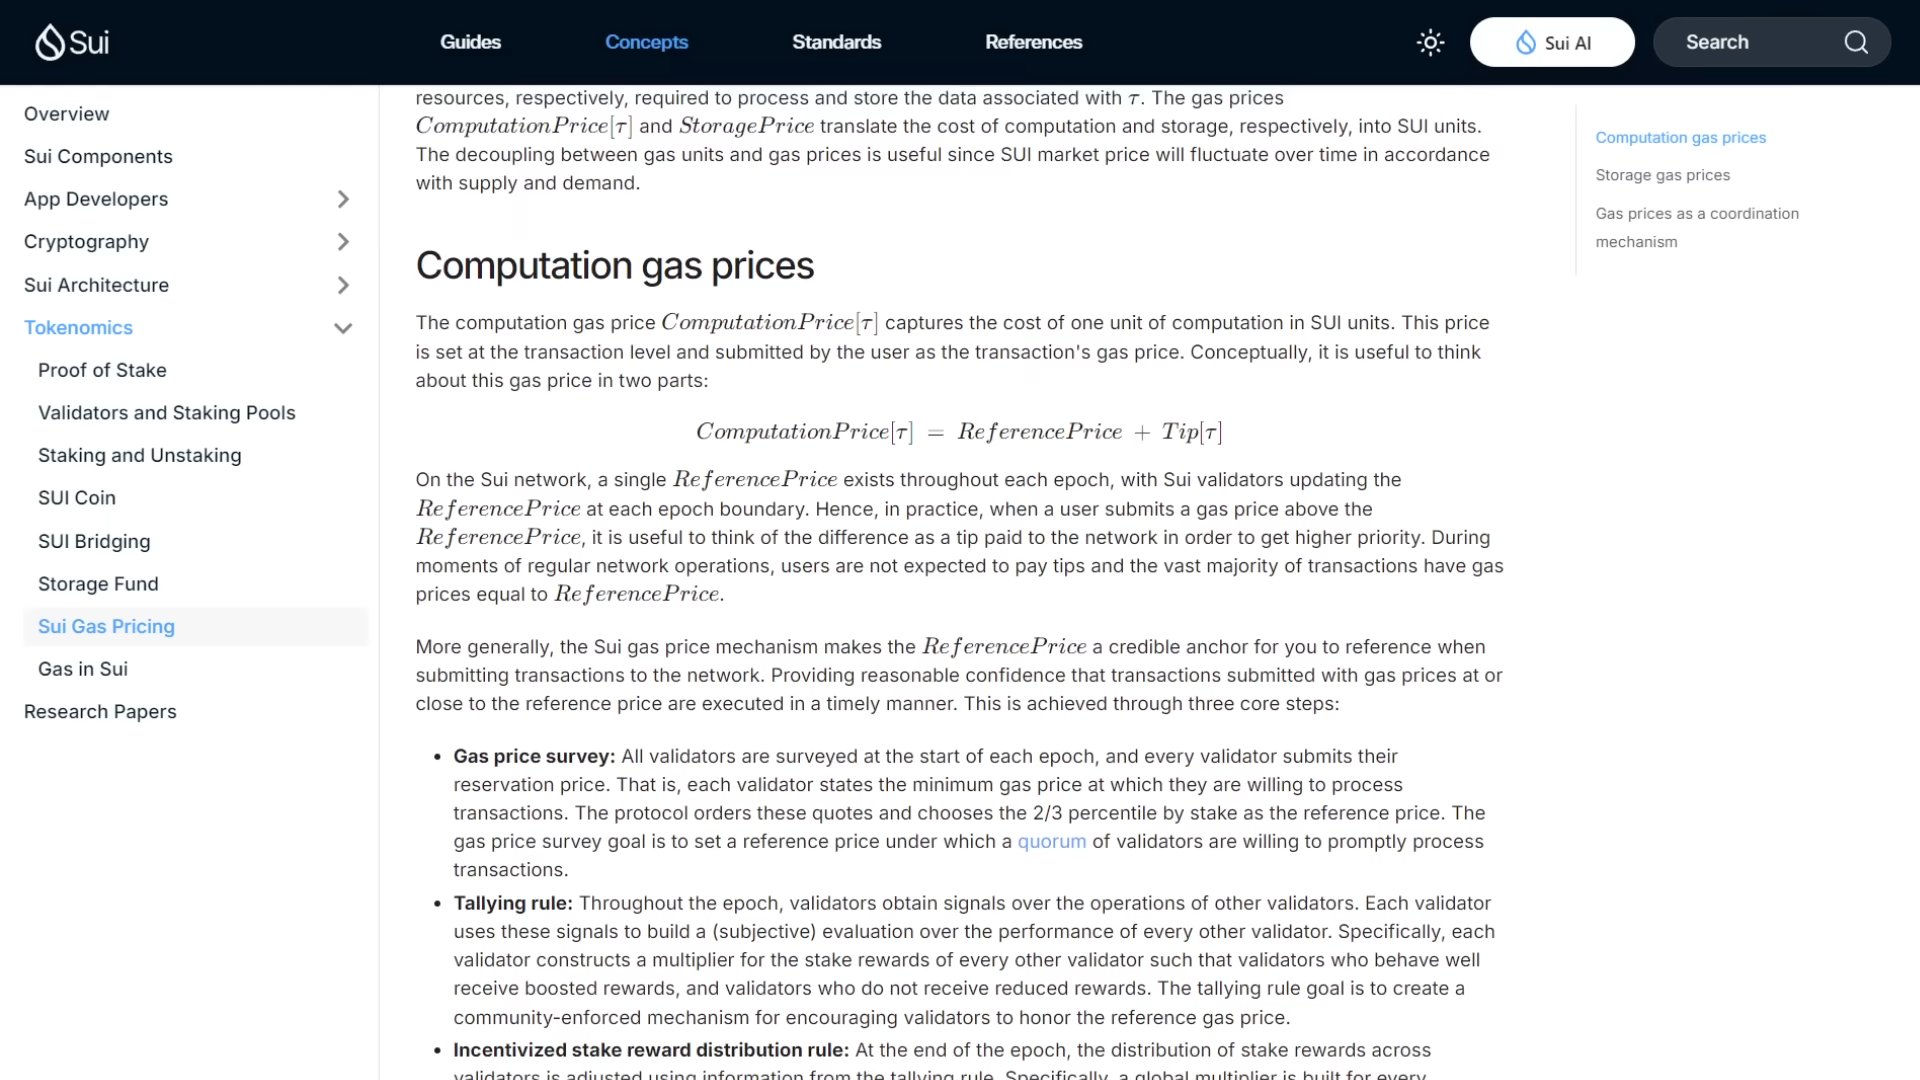 Sui
Guides
Concepts
Standards
References
Sui AI
Search
Overview
Sui Components
App Developers
Cryptography
Sui Architecture
Tokenomics
Proof of Stake
Validators and Staking Pools
Staking and Unstaking
SUI Coin
SUI Bridging
Storage Fund
Sui Gas Pricing
Gas in Sui
Research Papers
resources, respectively, required to process and store the data associated with τ. The gas prices
ComputationPrice[τ] and StoragePrice translate the cost of computation and storage, respectively, into SUI units.
The decoupling between gas units and gas prices is useful since SUI market price will fluctuate over time in accordance
with supply and demand.
Computation gas prices
The computation gas price ComputationPrice[τ] captures the cost of one unit of computation in SUI units. This price
is set at the transaction level and submitted by the user as the transaction's gas price. Conceptually, it is useful to think
about this gas price in two parts:
ComputationPrice[τ] = ReferencePrice + Tip[τ]
On the Sui network, a single ReferencePrice exists throughout each epoch, with Sui validators updating the
ReferencePrice at each epoch boundary. Hence, in practice, when a user submits a gas price above the
ReferencePrice, it is useful to think of the difference as a tip paid to the network in order to get higher priority. During
moments of regular network operations, users are not expected to pay tips and the vast majority of transactions have gas
prices equal to ReferencePrice.
More generally, the Sui gas price mechanism makes the ReferencePrice a credible anchor for you to reference when
submitting transactions to the network. Providing reasonable confidence that transactions submitted with gas prices at or
close to the reference price are executed in a timely manner. This is achieved through three core steps:
• Gas price survey: All validators are surveyed at the start of each epoch, and every validator submits their
reservation price. That is, each validator states the minimum gas price at which they are willing to process
transactions. The protocol orders these quotes and chooses the 2/3 percentile by stake as the reference price. The
gas price survey goal is to set a reference price under which a quorum of validators are willing to promptly process
transactions.
• Tallying rule: Throughout the epoch, validators obtain signals over the operations of other validators. Each validator
uses these signals to build a (subjective) evaluation over the performance of every other validator. Specifically, each
validator constructs a multiplier for the stake rewards of every other validator such that validators who behave well
receive boosted rewards, and validators who do not receive reduced rewards. The tallying rule goal is to create a
community-enforced mechanism for encouraging validators to honor the reference gas price.
• Incentivized stake reward distribution rule: At the end of the epoch, the distribution of stake rewards across
validators is adjusted using information from the tallying rule. Specifically, a global multiplier is built for every
Computation gas prices
Storage gas prices
Gas prices as a coordination
mechanism